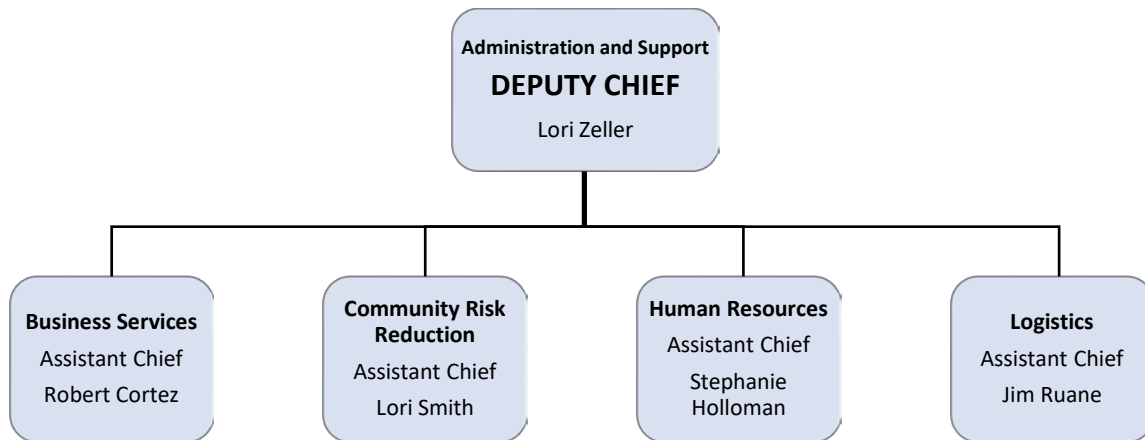 Administration and Support
DEPUTY CHIEF
Lori Zeller
Business Services
Assistant Chief
Robert Cortez
Community Risk
Reduction
Assistant Chief
Lori Smith
Human Resources
Assistant Chief
Stephanie
Holloman
Logistics
Assistant Chief
Jim Ruane